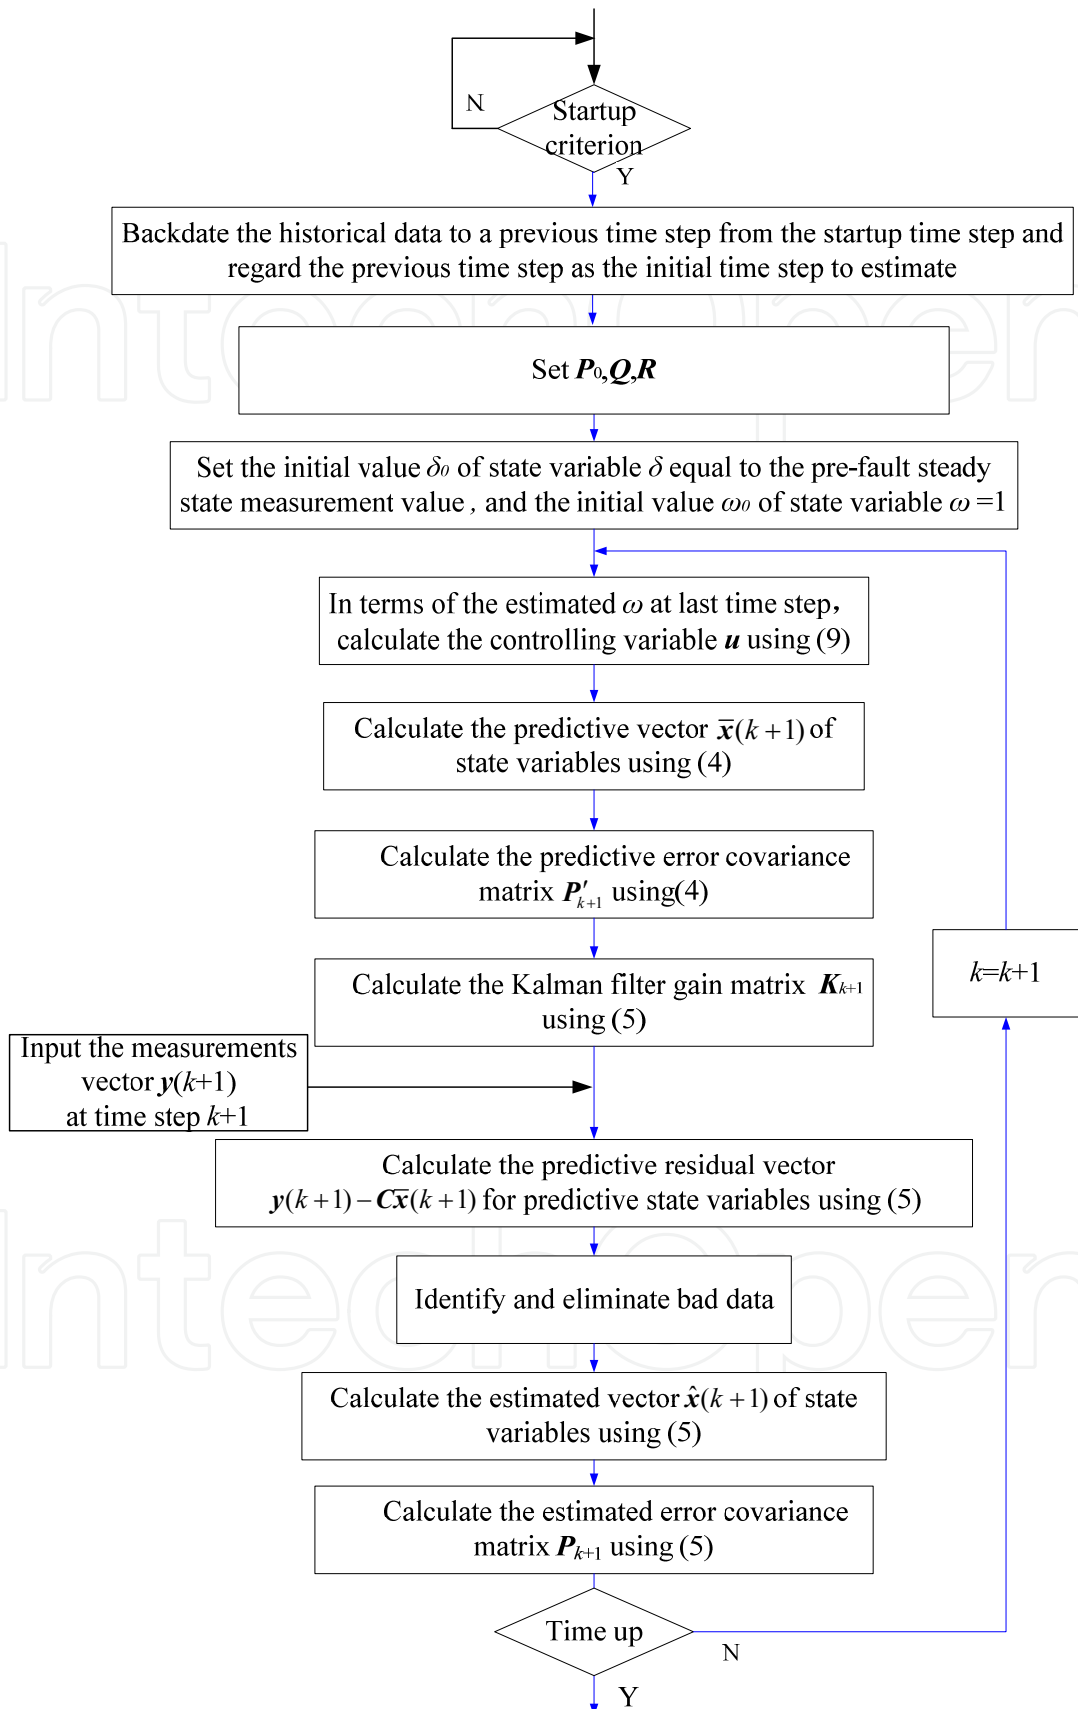 N
Startup
criterion
Y
Backdate the historical data to a previous time step from the startup time step and
regard the previous time step as the initial time step to estimate
Set P₀,Q,R
Set the initial value δ₀ of state variable δ equal to the pre-fault steady
state measurement value, and the initial value ω₀ of state variable ω =1
In terms of the estimated ω at last time step,
calculate the controlling variable u using (9)
Calculate the predictive vector x̄(k+1) of
state variables using (4)
Calculate the predictive error covariance
matrix P′ₖ₊₁ using(4)
k=k+1
Calculate the Kalman filter gain matrix Kₖ₊₁
using (5)
Input the measurements
vector y(k+1)
at time step k+1
Calculate the predictive residual vector
y(k+1)−Cx̄(k+1) for predictive state variables using (5)
Identify and eliminate bad data
Calculate the estimated vector x̂(k+1) of state
variables using (5)
Calculate the estimated error covariance
matrix Pₖ₊₁ using (5)
Time up
N
Y
IntechOpen
IntechOpen